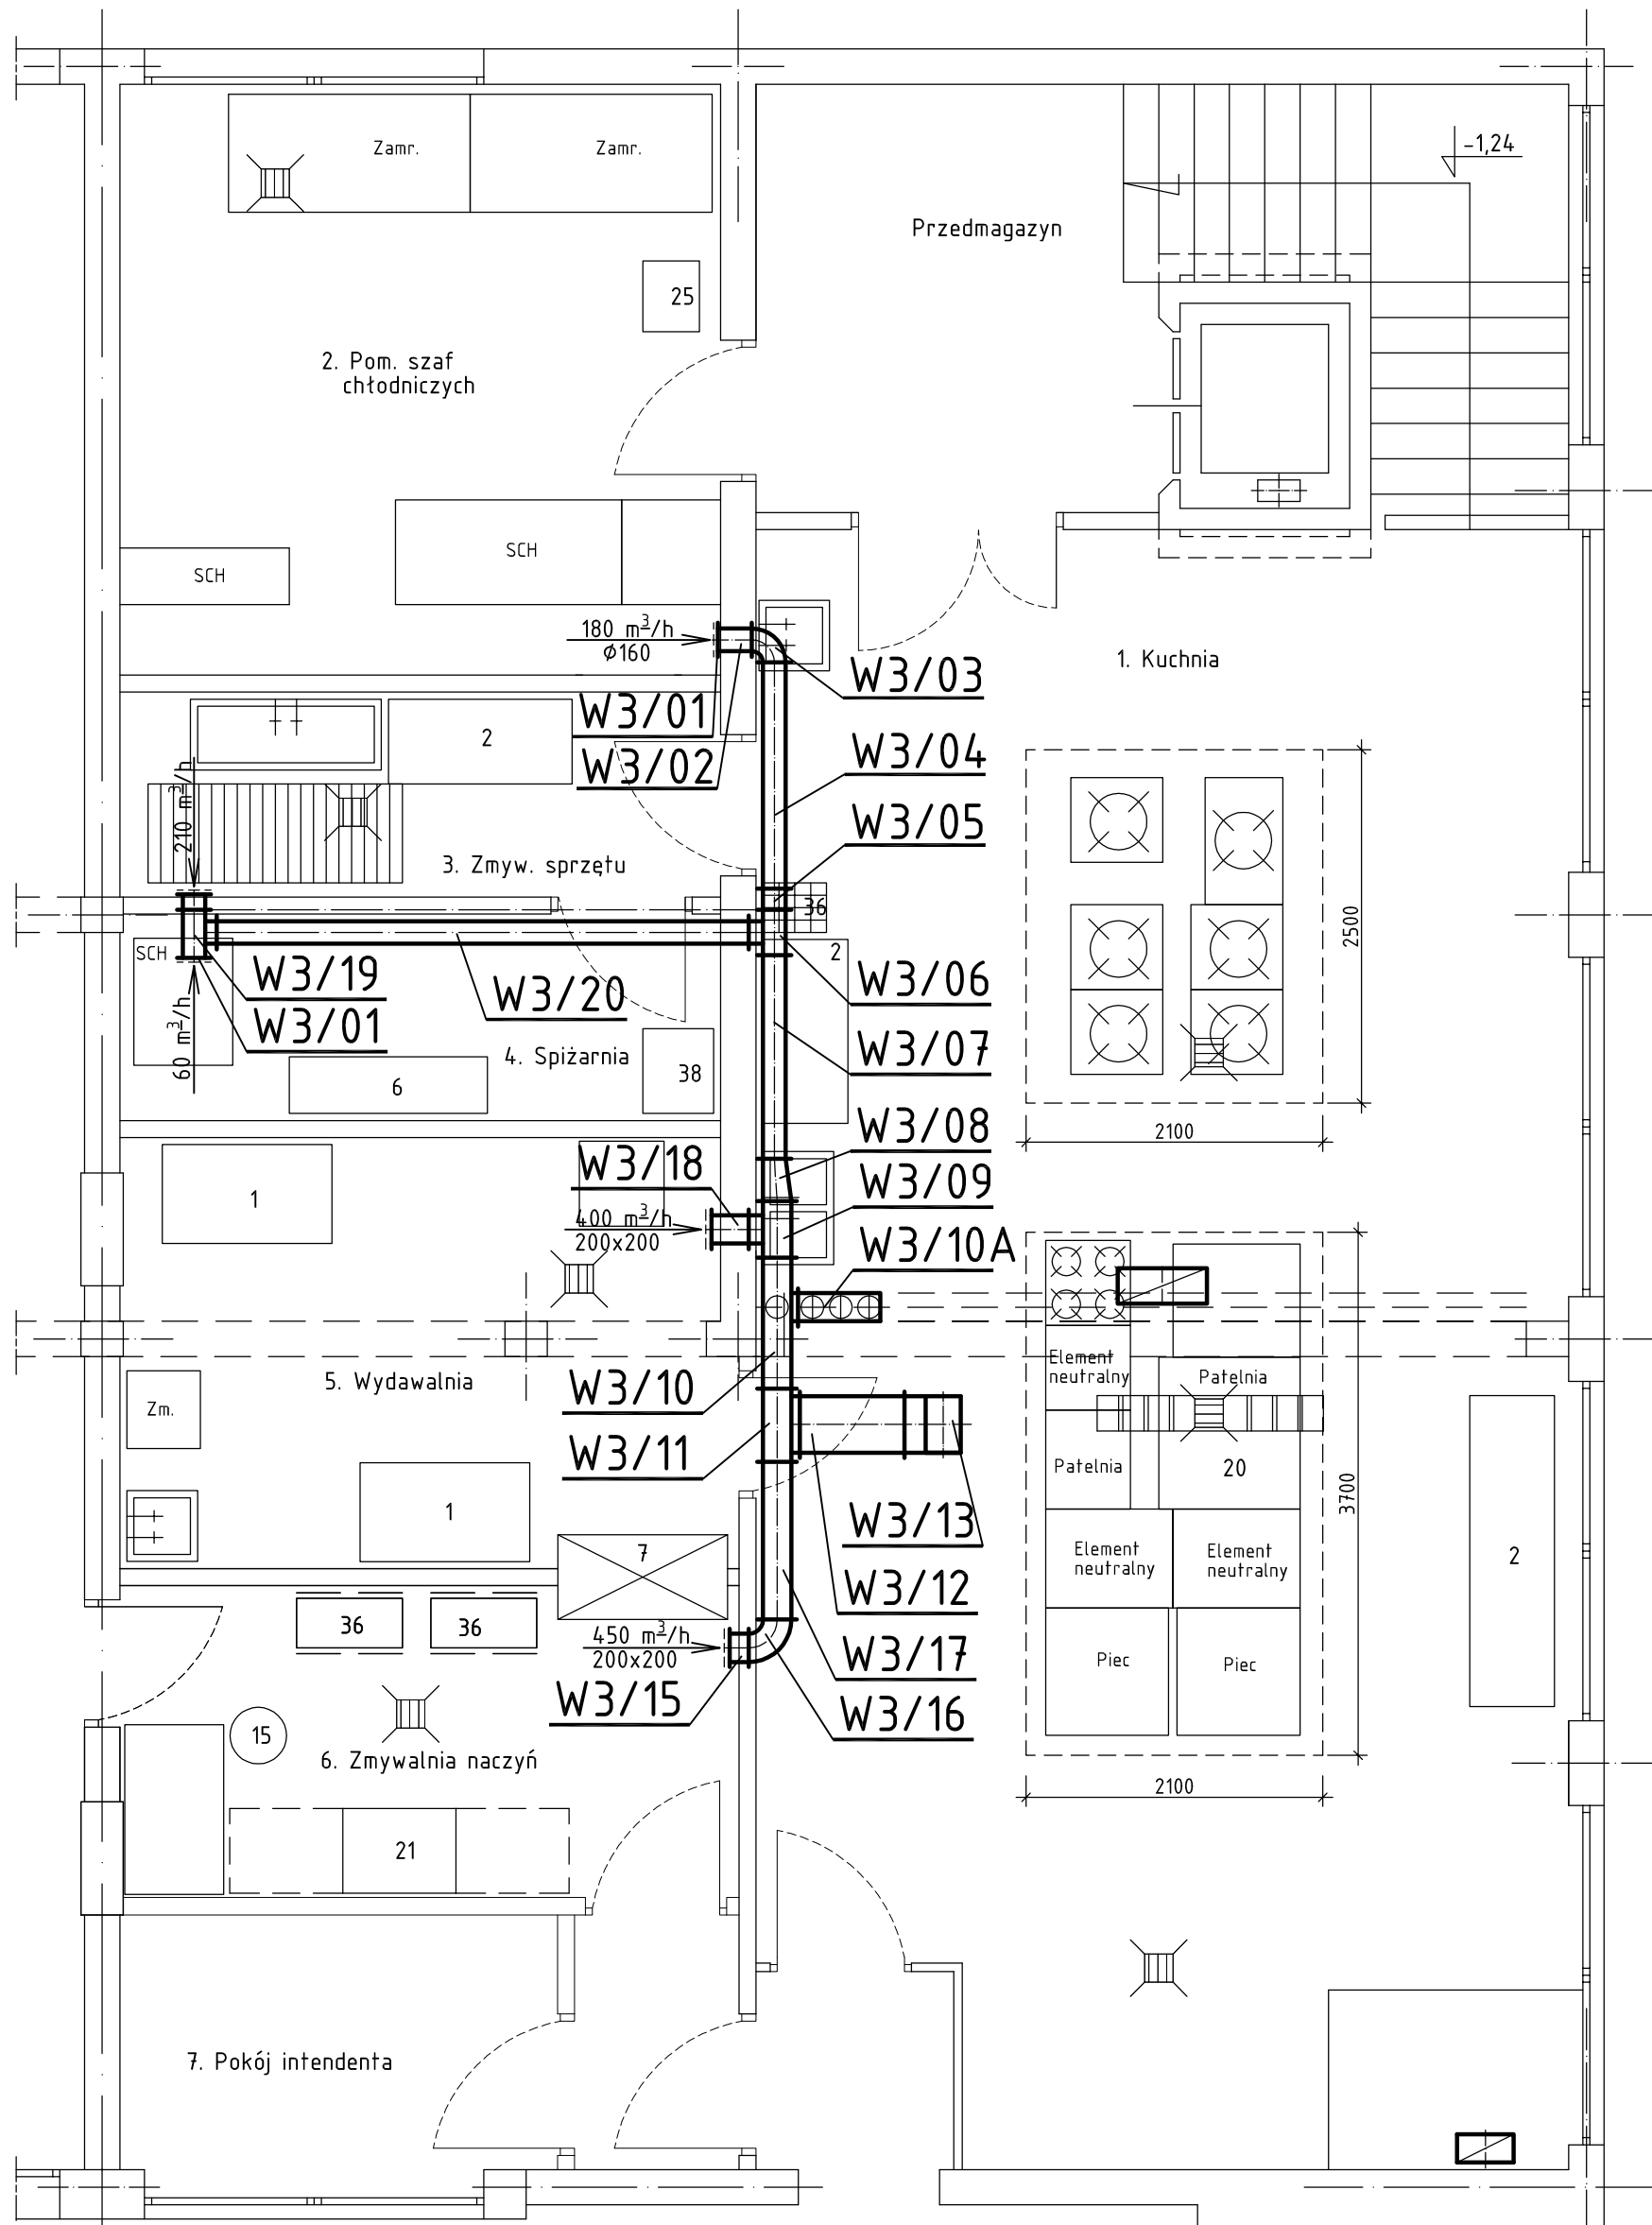 Zamr.
Zamr.
-1,24
Przedmagazyn
25
2. Pom. szaf
chłodniczych
SCH
SCH
180 m³/h
Ø160
1. Kuchnia
W3/03
W3/01
W3/02
2
W3/04
210 m³/h
W3/05
3. Zmyw. sprzętu
36
2
2500
SCH
W3/19
W3/20
W3/06
W3/01
60 m³/h
4. Spiżarnia
W3/07
38
6
W3/08
2100
W3/18
W3/09
1
400 m³/h
200x200
W3/10A
Element
neutralny
Patelnia
5. Wydawalnia
W3/10
Zm.
W3/11
Patelnia
20
3700
1
W3/13
7
Element
neutralny
Element
neutralny
2
W3/12
36
36
450 m³/h
200x200
W3/17
Piec
Piec
W3/15
W3/16
15
6. Zmywalnia naczyń
2100
21
7. Pokój intendenta